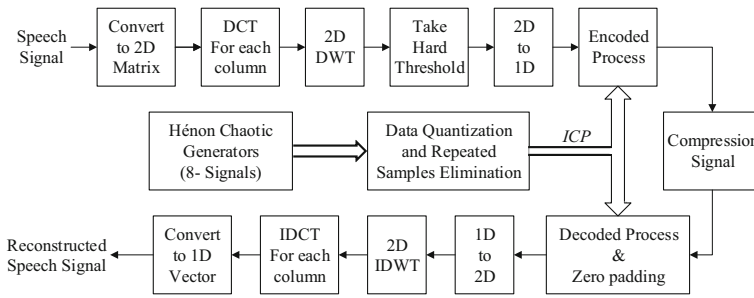 Speech
Signal
Convert
to 2D
Matrix
DCT
For each
column
2D
DWT
Take
Hard
Threshold
2D
to
1D
Encoded
Process
Hénon Chaotic
Generators
(8- Signals)
Data Quantization
and Repeated
Samples Elimination
ICP
Compression
Signal
Reconstructed
Speech Signal
Convert
to 1D
Vector
IDCT
For each
column
2D
IDWT
1D
to
2D
Decoded Process
&
Zero padding